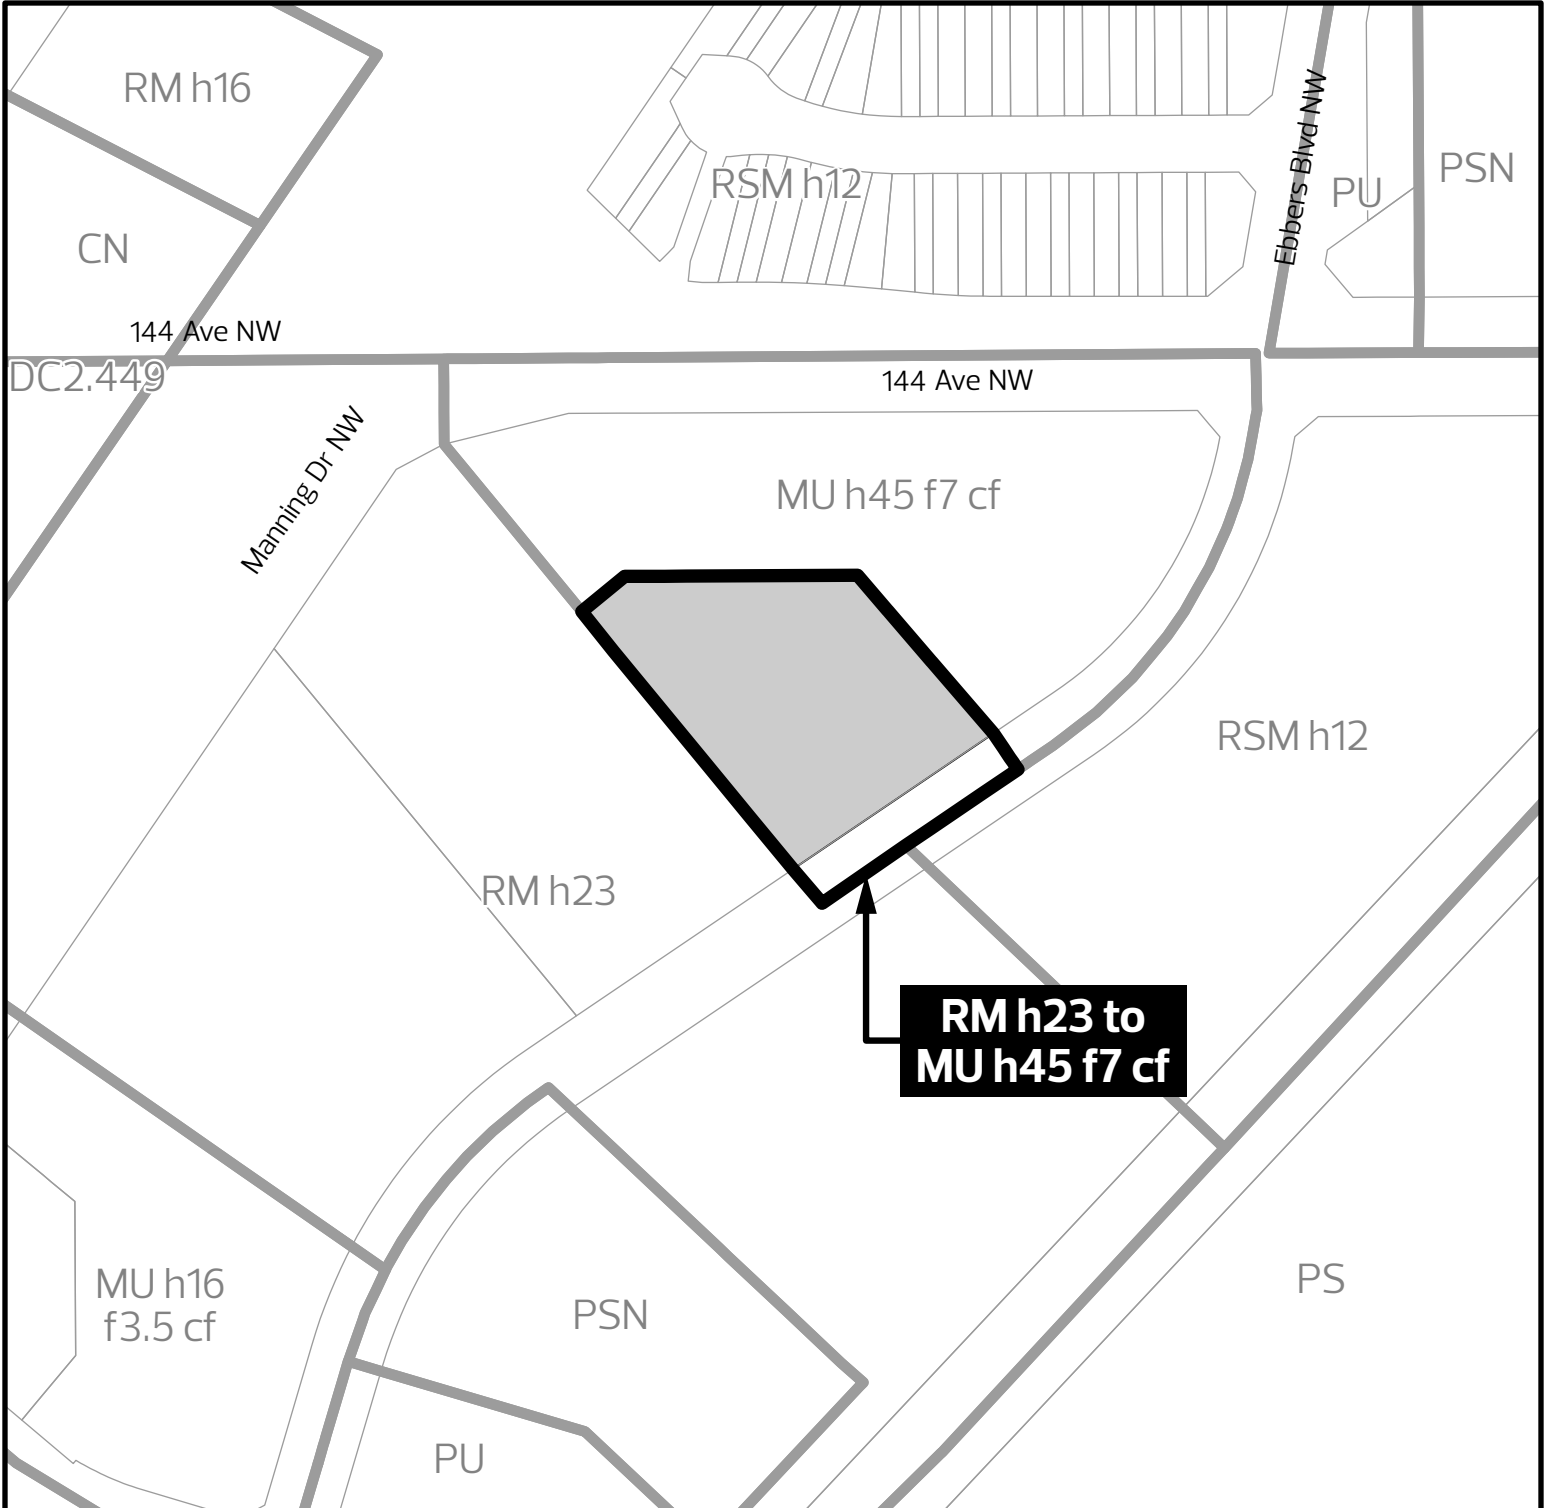 RM h16
Ebbers Blvd NW
PSN
RSM h12
PU
CN
144 Ave NW
DC2.449
144 Ave NW
Manning Dr NW
MU h45 f7 cf
RSM h12
RM h23
RM h23 to
MU h45 f7 cf
MU h16
f3.5 cf
PS
PSN
PU